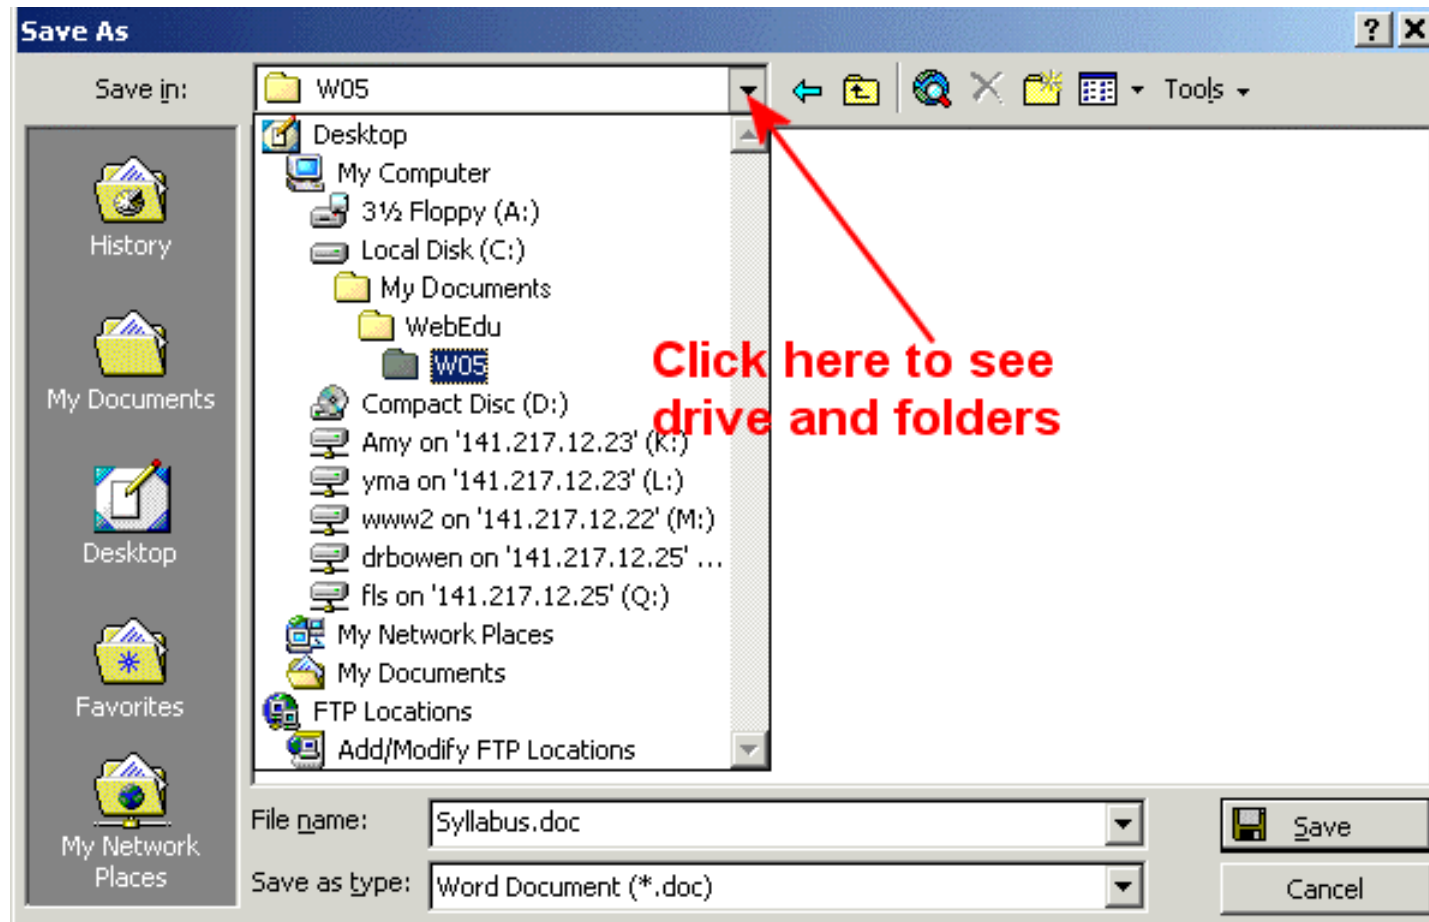 Save As
Save in:
W05
Tools
Desktop
My Computer
3½ Floppy (A:)
Local Disk (C:)
My Documents
WebEdu
W05
Compact Disc (D:)
Amy on '141.217.12.23' (K:)
yma on '141.217.12.23' (L:)
www2 on '141.217.12.22' (M:)
drbowen on '141.217.12.25' ...
fls on '141.217.12.25' (Q:)
My Network Places
My Documents
FTP Locations
Add/Modify FTP Locations
Click here to see
drive and folders
History
My Documents
Desktop
Favorites
My Network
Places
File name:
Syllabus.doc
Save
Save as type:
Word Document (*.doc)
Cancel